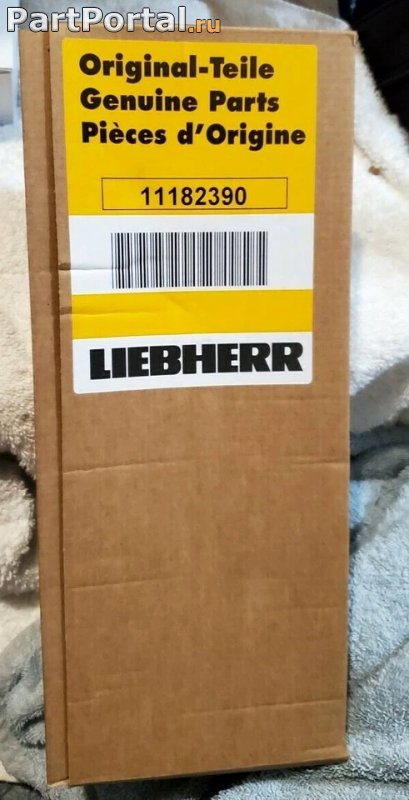 PartPortal.ru
Original-Teile
Genuine Parts
Pièces d'Origine
11182390
LIEBHERR